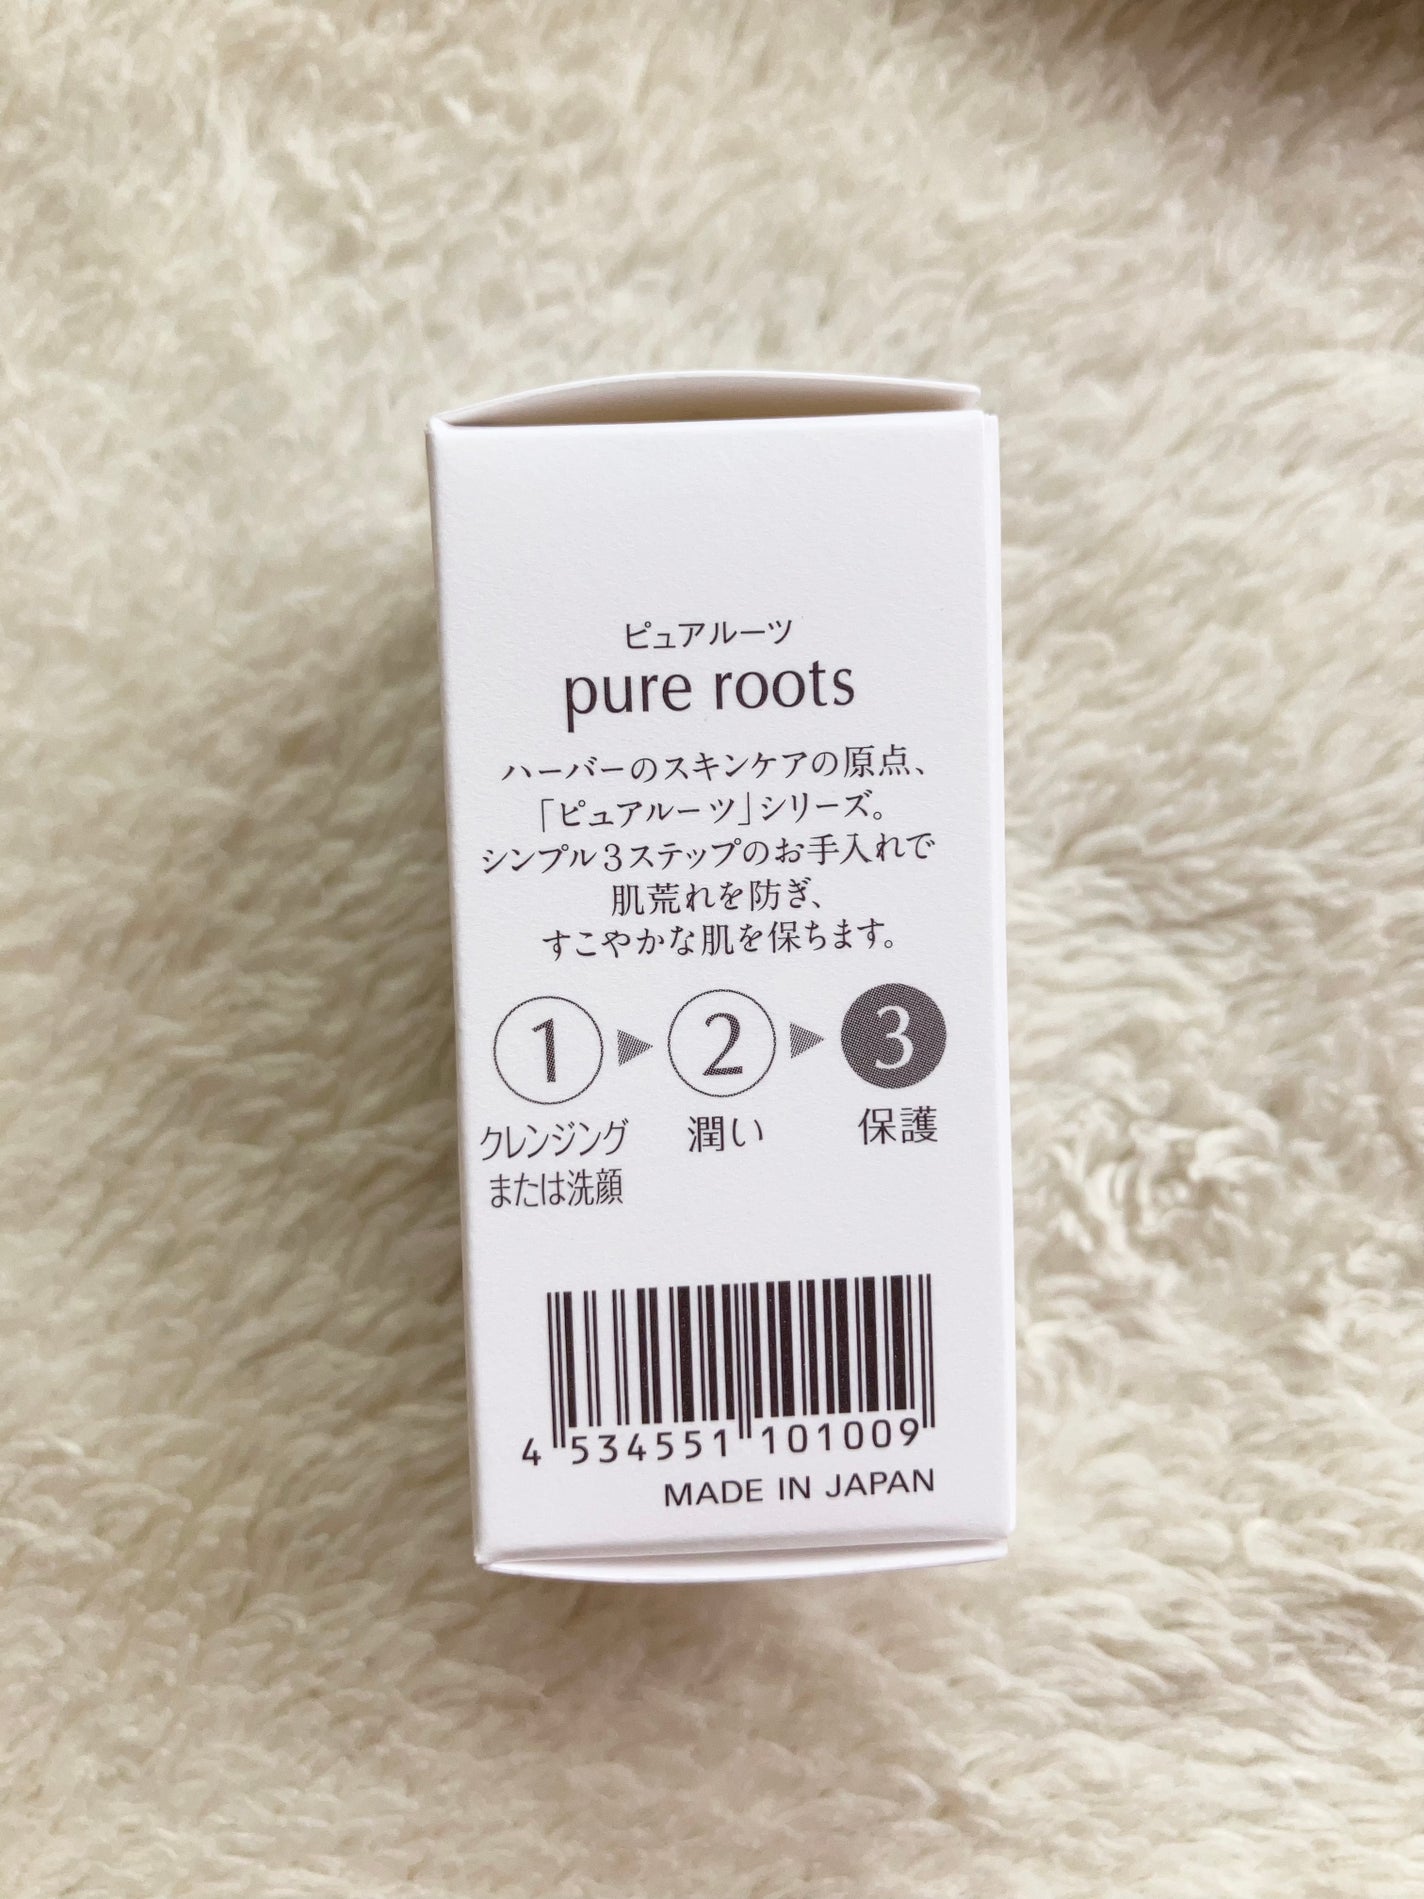 ピュアルーツ
pure roots
ハーバーのスキンケアの原点、
「ピュアルーツ」シリーズ。
シンプル3ステップのお手入れで
肌荒れを防ぎ、
すこやかな肌を保ちます。
1 2 3
クレンジング 潤い 保護
または洗顔
4 534551 101009
MADE IN JAPAN